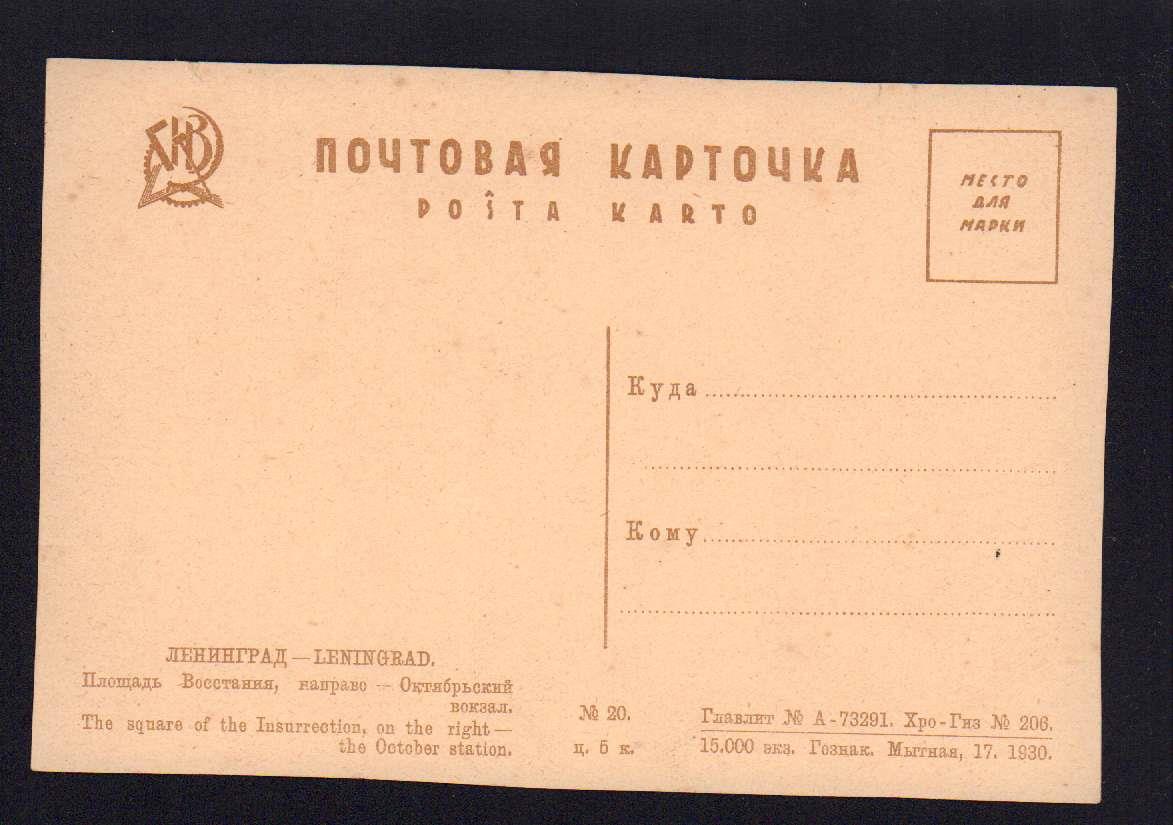 ПОЧТОВАЯ КАРТОЧКА
POŜTA KARTO
МЕСТО
ДЛЯ
МАРКИ
Куда
Кому
ЛЕНИНГРАД — LENINGRAD.
Площадь Восстания, направо — Октябрьский
вокзал.
The square of the Insurrection, on the right —
the October station.
№ 20.
ц. 5 к.
Главлит № А-73291. Хро-Гиз № 206.
15.000 экз. Гознак. Мытная, 17. 1930.